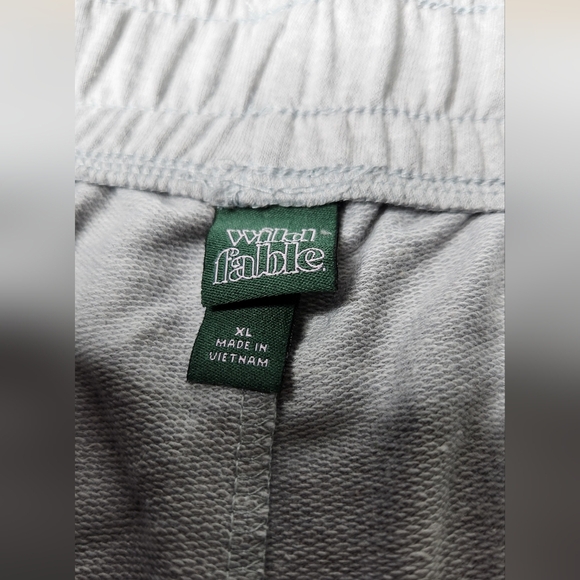 wild
fable.
XL
MADE IN
VIETNAM